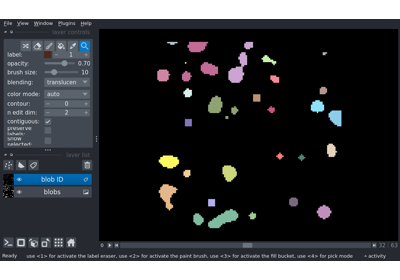 File View Window Plugins Help
layer controls
label: 1
opacity: 0.70
brush size: 10
blending: translucen
color mode: auto
contour: 0
n edit dim: 2
contiguous:
preserve
labels:
show
selected:
layer list
blob ID
blobs
32 63
Ready use <1> for activate the label eraser, use <2> for activate the paint brush, use <3> for activate the fill bucket, use <4> for pick mode activity